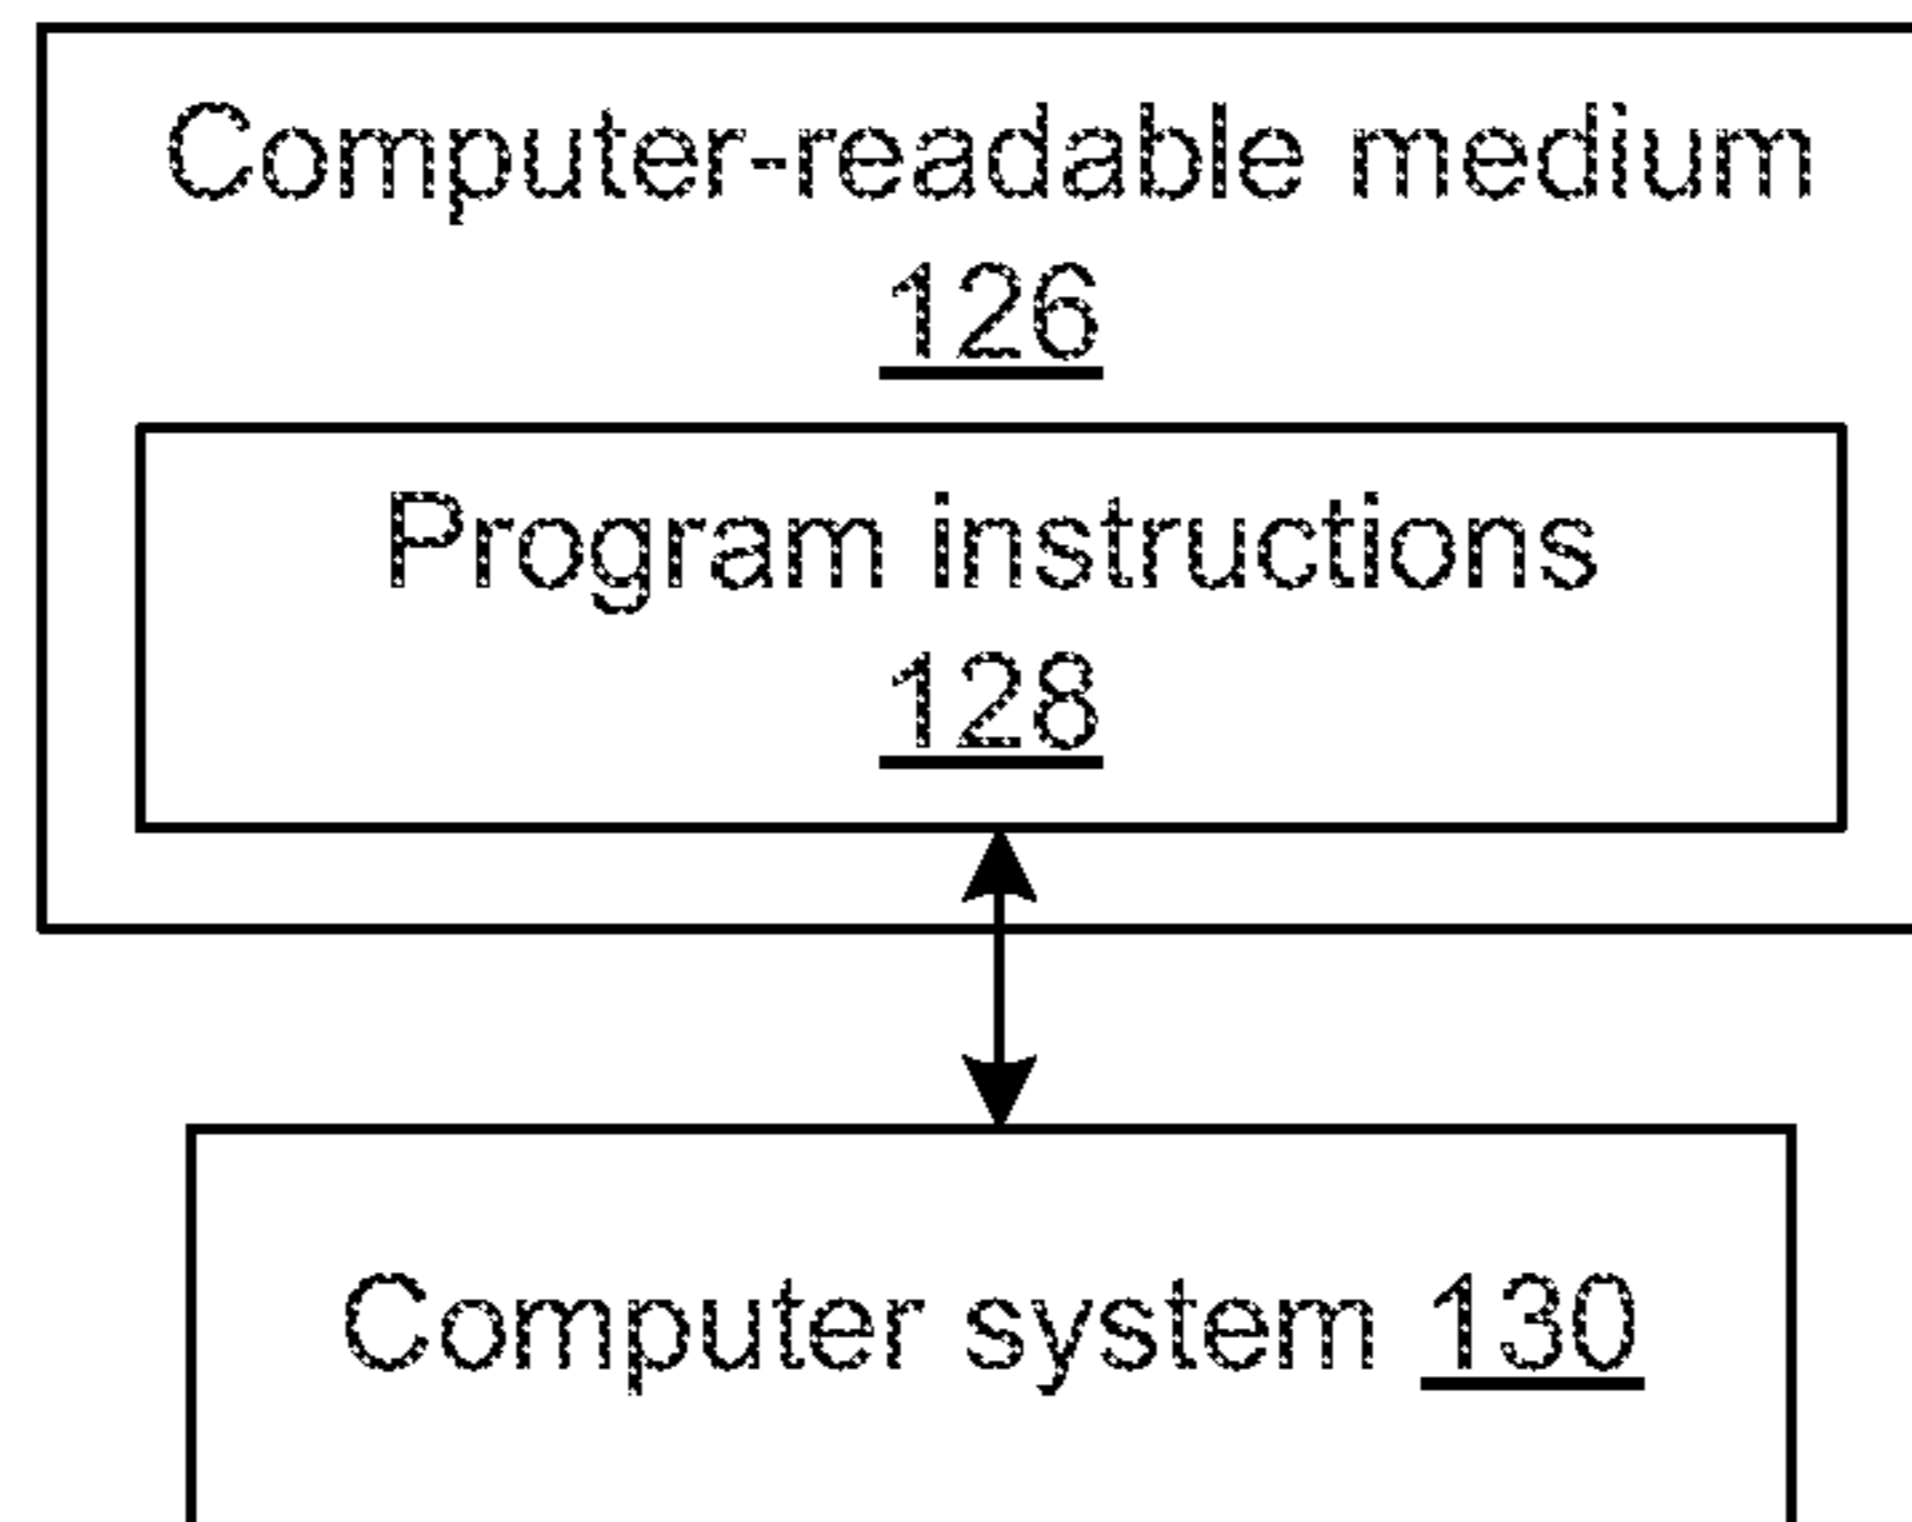 Computer-readable medium
126
Program instructions
128
Computer system 130